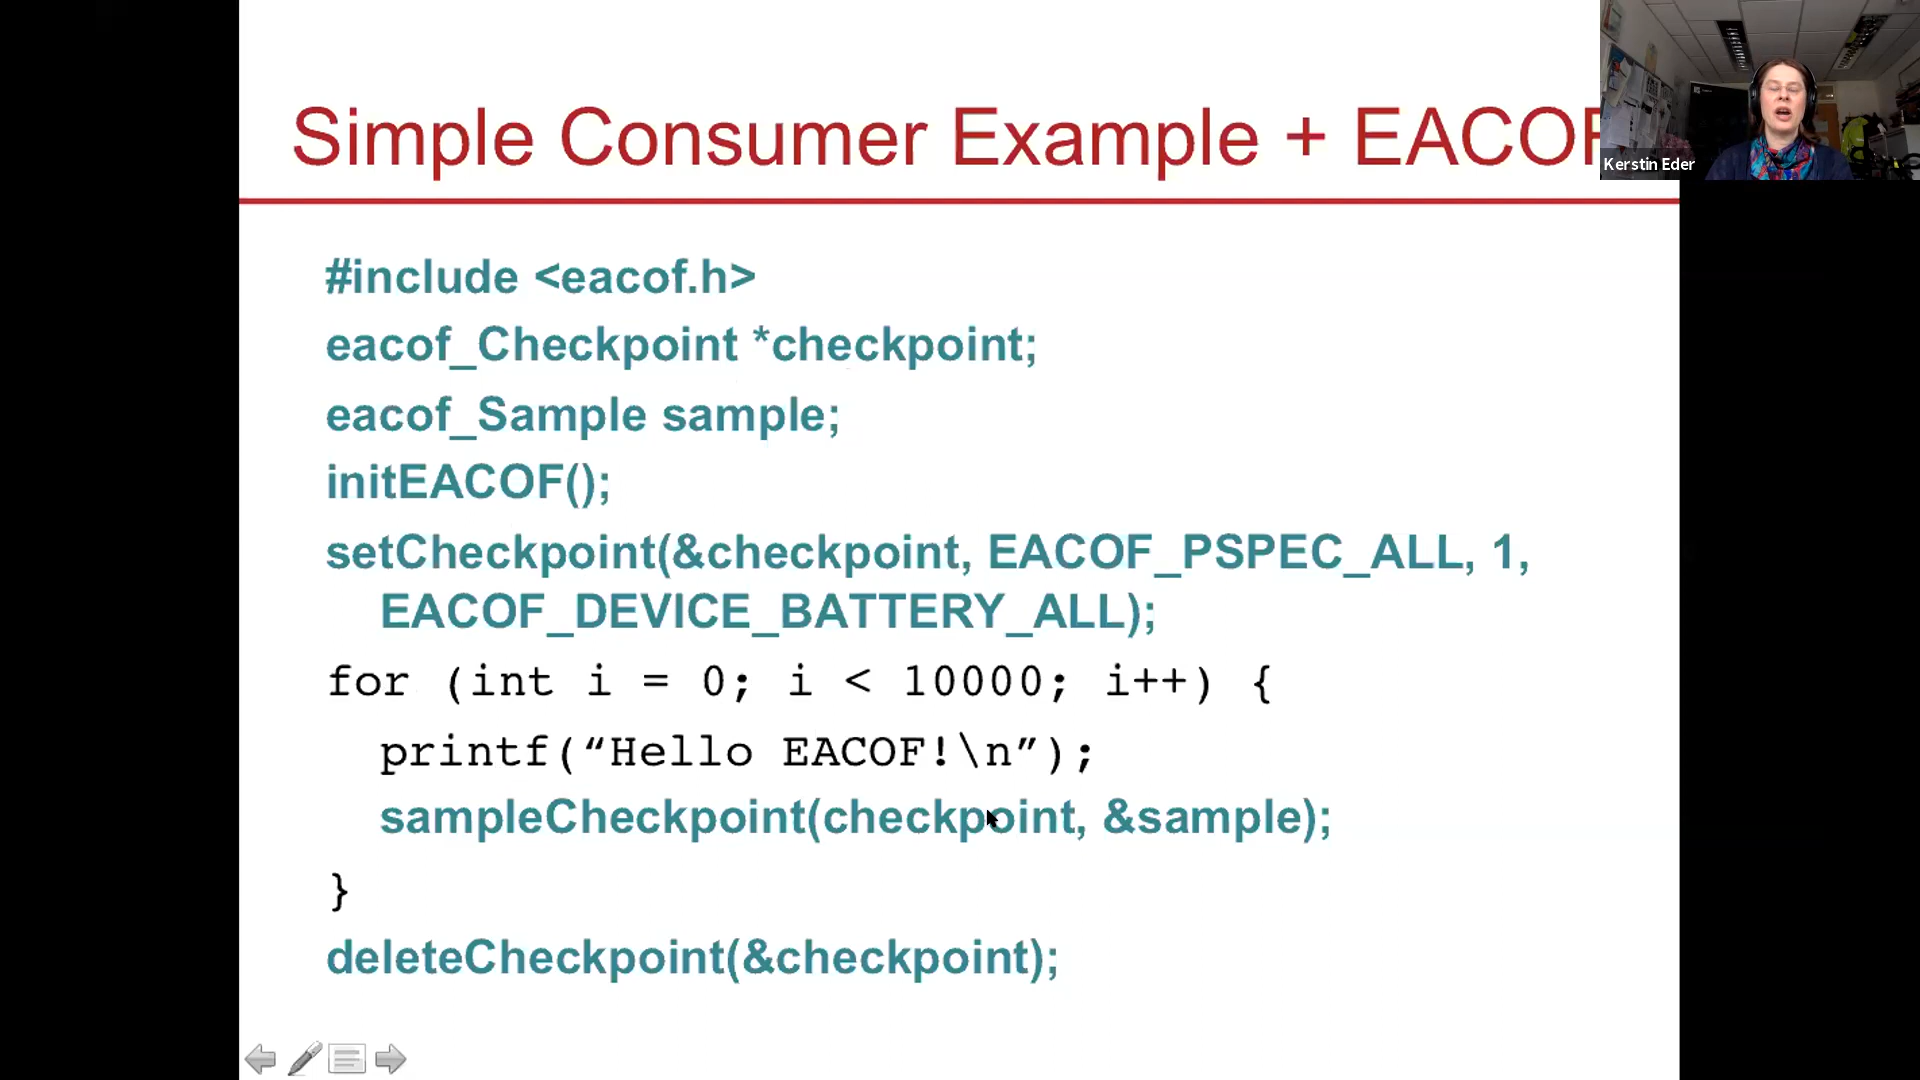 Simple Consumer Example + EACOF
Kerstin Eder
#include <eacof.h>
eacof_Checkpoint *checkpoint;
eacof_Sample sample;
initEACOF();
setCheckpoint(&checkpoint, EACOF_PSPEC_ALL, 1,
EACOF_DEVICE_BATTERY_ALL);
for (int i = 0; i < 10000; i++) {
printf(“Hello EACOF!\n”);
sampleCheckpoint(checkpoint, &sample);
}
deleteCheckpoint(&checkpoint);